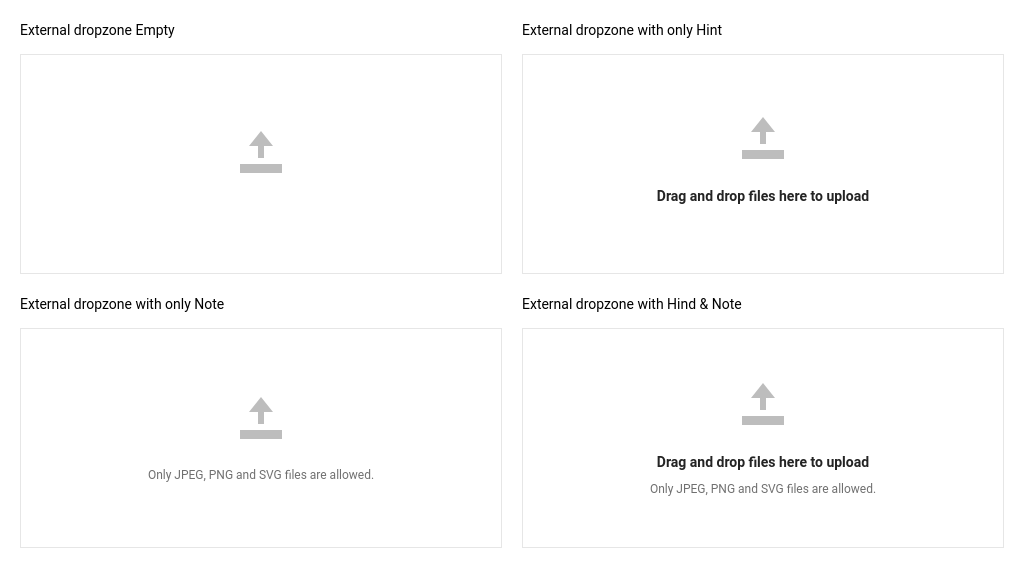 External dropzone Empty
External dropzone with only Hint
Drag and drop files here to upload
External dropzone with only Note
External dropzone with Hind & Note
Only JPEG, PNG and SVG files are allowed.
Drag and drop files here to upload
Only JPEG, PNG and SVG files are allowed.